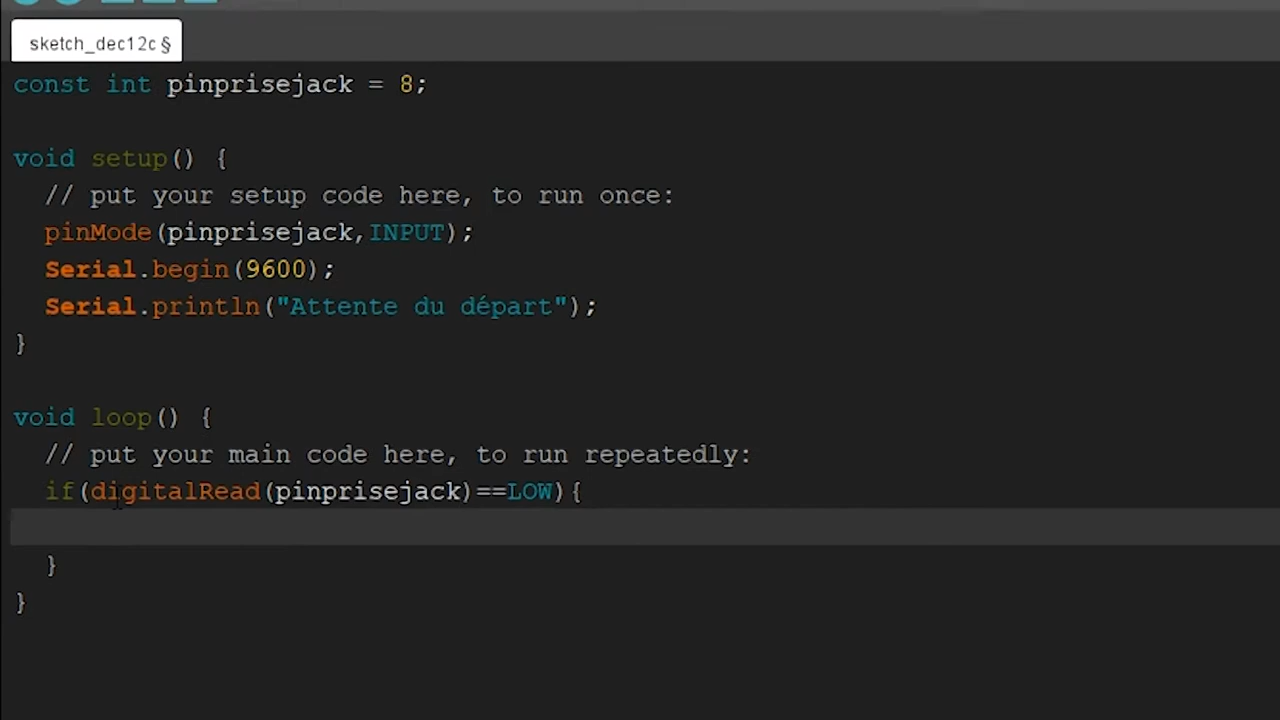 sketch_dec12c §
const int pinprisejack = 8;
void setup() {
// put your setup code here, to run once:
pinMode(pinprisejack,INPUT);
Serial.begin(9600);
Serial.println("Attente du départ");
}
void loop() {
// put your main code here, to run repeatedly:
if(digitalRead(pinprisejack)==LOW){
}
}